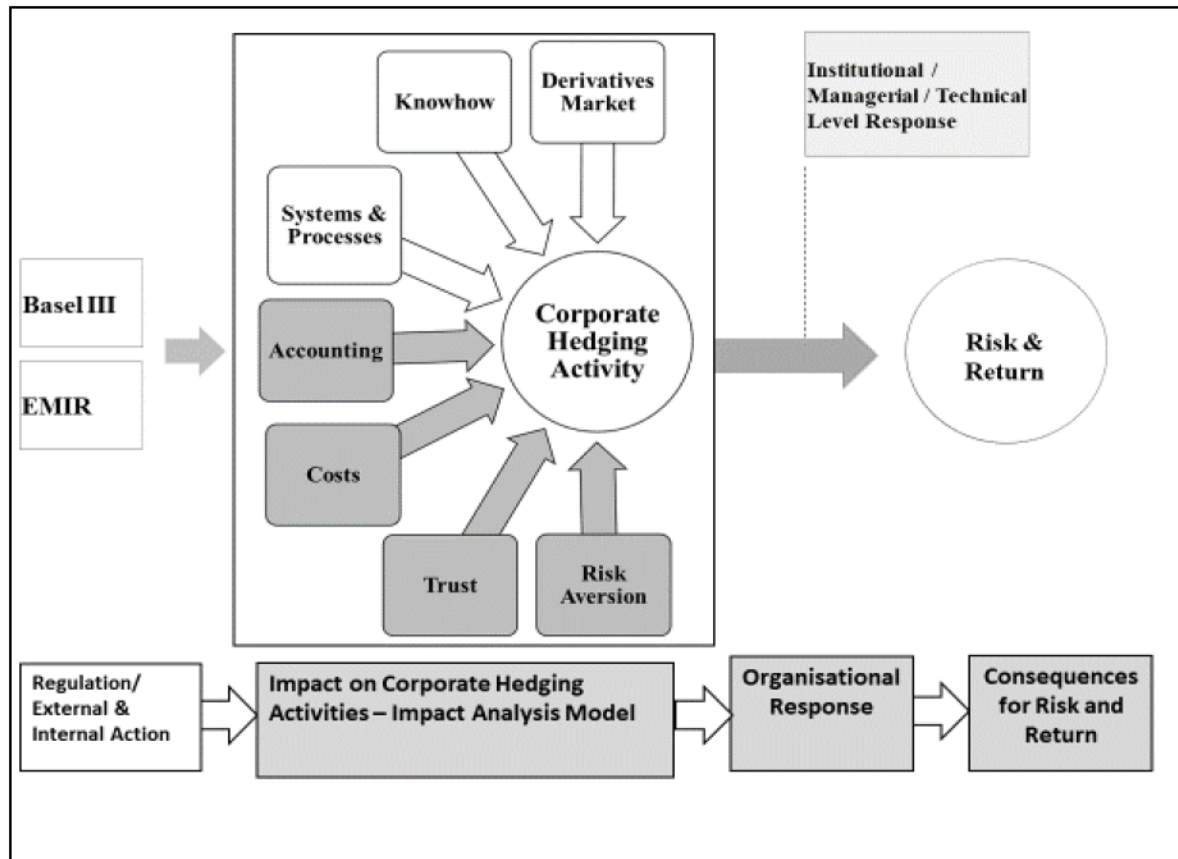 Knowhow
Derivatives
Market
Institutional /
Managerial / Technical
Level Response
Systems &
Processes
Basel III
EMIR
Accounting
Corporate
Hedging
Activity
Risk &
Return
Costs
Trust
Risk
Aversion
Regulation/
External &
Internal Action
Impact on Corporate Hedging
Activities – Impact Analysis Model
Organisational
Response
Consequences
for Risk and
Return